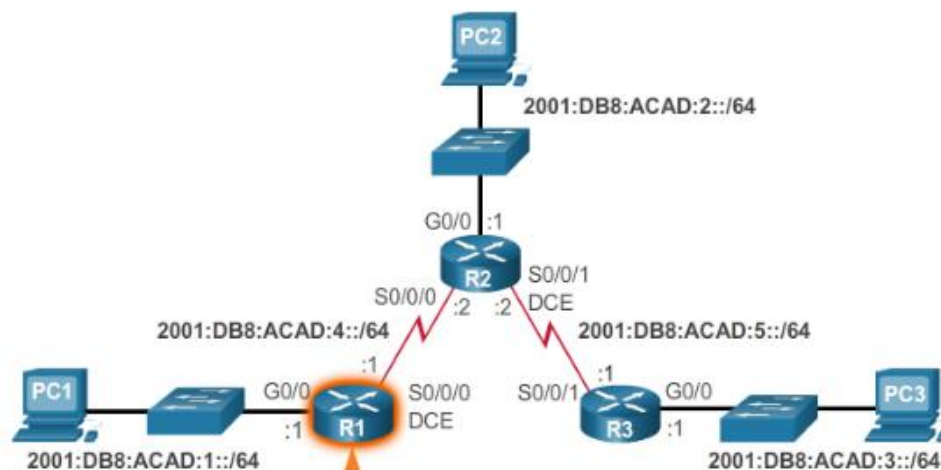 PC2
2001:DB8:ACAD:2::/64
G0/0 :1
R2
S0/0/1
S0/0/0
:2 :2 DCE
2001:DB8:ACAD:4::/64
2001:DB8:ACAD:5::/64
:1
:1
PC1
G0/0
S0/0/0
S0/0/1
G0/0
PC3
:1
R1
DCE
R3
:1
2001:DB8:ACAD:1::/64
2001:DB8:ACAD:3::/64